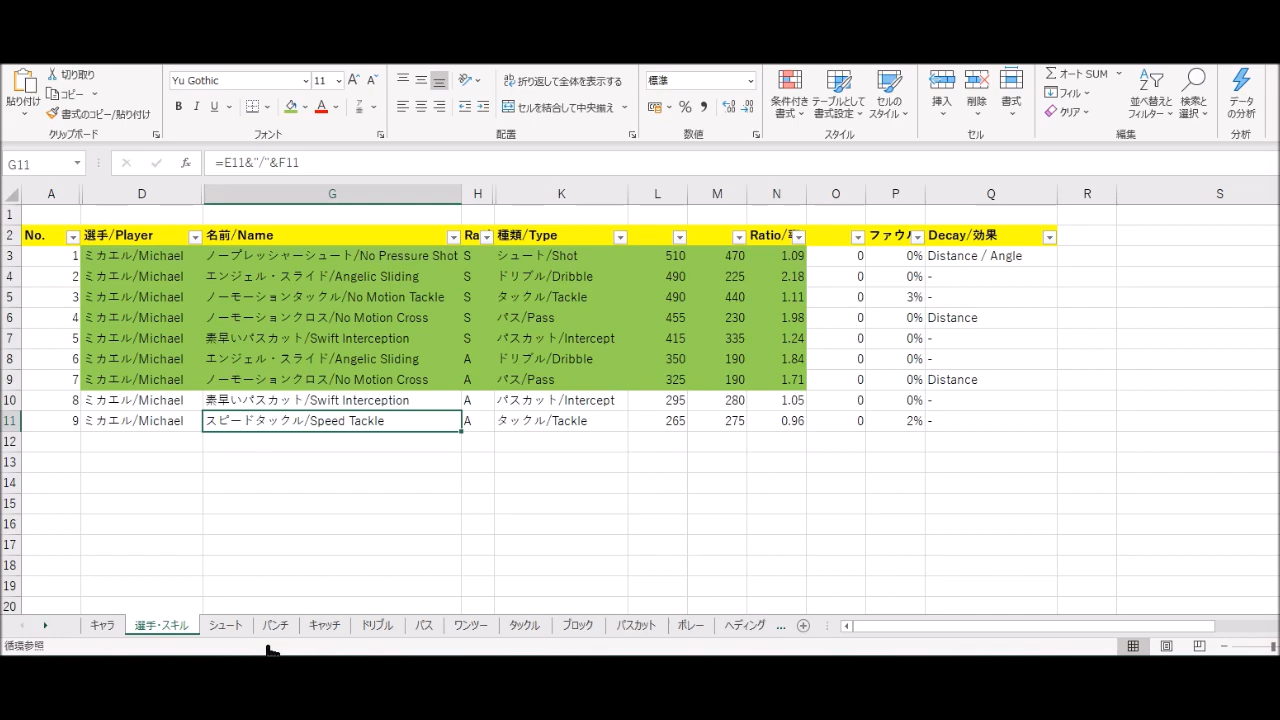 貼り付け
切り取り
コピー
書式のコピー/貼り付け
クリップボード
Yu Gothic 11 A A
B I U A
フォント
折り返して全体を表示する
セルを結合して中央揃え
配置
標準
% 9
数値
条件付き書式 テーブルとして書式設定 セルのスタイル
スタイル
挿入 削除 書式
セル
Σ オート SUM
フィル
クリア
並べ替えとフィルター 検索と選択
編集
データの分析
分析
G11 fx =E11&"/"&F11
A D G H K L M N O P Q R S
1
2 No. 選手/Player 名前/Name Ra 種類/Type Ratio/ ファウル Decay/効果
3 1 ミカエル/Michael ノープレッシャーシュート/No Pressure Shot S シュート/Shot 510 470 1.09 0 0% Distance / Angle
4 2 ミカエル/Michael エンジェル・スライド/Angelic Sliding S ドリブル/Dribble 490 225 2.18 0 0% -
5 3 ミカエル/Michael ノーモーションタックル/No Motion Tackle S タックル/Tackle 490 440 1.11 0 3% -
6 4 ミカエル/Michael ノーモーションクロス/No Motion Cross S パス/Pass 455 230 1.98 0 0% Distance
7 5 ミカエル/Michael 素早いパスカット/Swift Interception S パスカット/Intercept 415 335 1.24 0 0% -
8 6 ミカエル/Michael エンジェル・スライド/Angelic Sliding A ドリブル/Dribble 350 190 1.84 0 0% -
9 7 ミカエル/Michael ノーモーションクロス/No Motion Cross A パス/Pass 325 190 1.71 0 0% Distance
10 8 ミカエル/Michael 素早いパスカット/Swift Interception A パスカット/Intercept 295 280 1.05 0 0% -
11 9 ミカエル/Michael スピードタックル/Speed Tackle A タックル/Tackle 265 275 0.96 0 2% -
12
13
14
15
16
17
18
19
20
キャラ 選手・スキル シュート パンチ キャッチ ドリブル パス ワンツー タックル ブロック パスカット ボレー ヘディング ...
循環参照